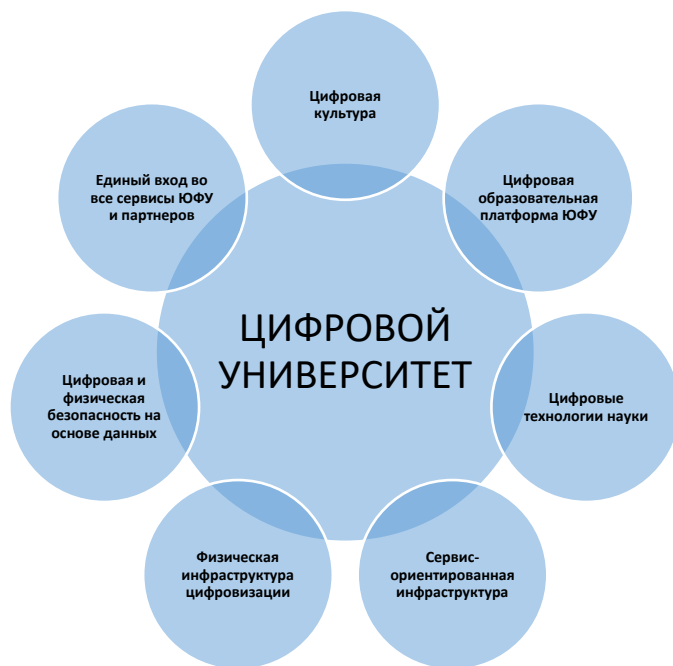 Цифровая
культура
Единый вход во
все сервисы ЮФУ
и партнеров
Цифровая
образовательная
платформа ЮФУ
ЦИФРОВОЙ
УНИВЕРСИТЕТ
Цифровая и
физическая
безопасность на
основе данных
Цифровые
технологии науки
Физическая
инфраструктура
цифровизации
Сервис-
ориентированная
инфраструктура